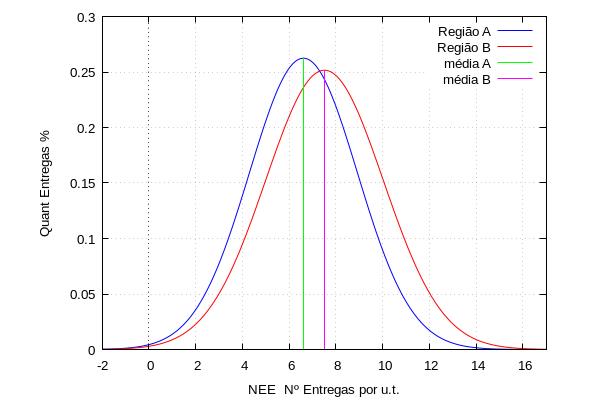 0.3
0.25
0.2
0.15
0.1
0.05
0
-2 0 2 4 6 8 10 12 14 16
Quant Entregas %
NEE  Nº Entregas por u.t.
Região A
Região B
média A
média B